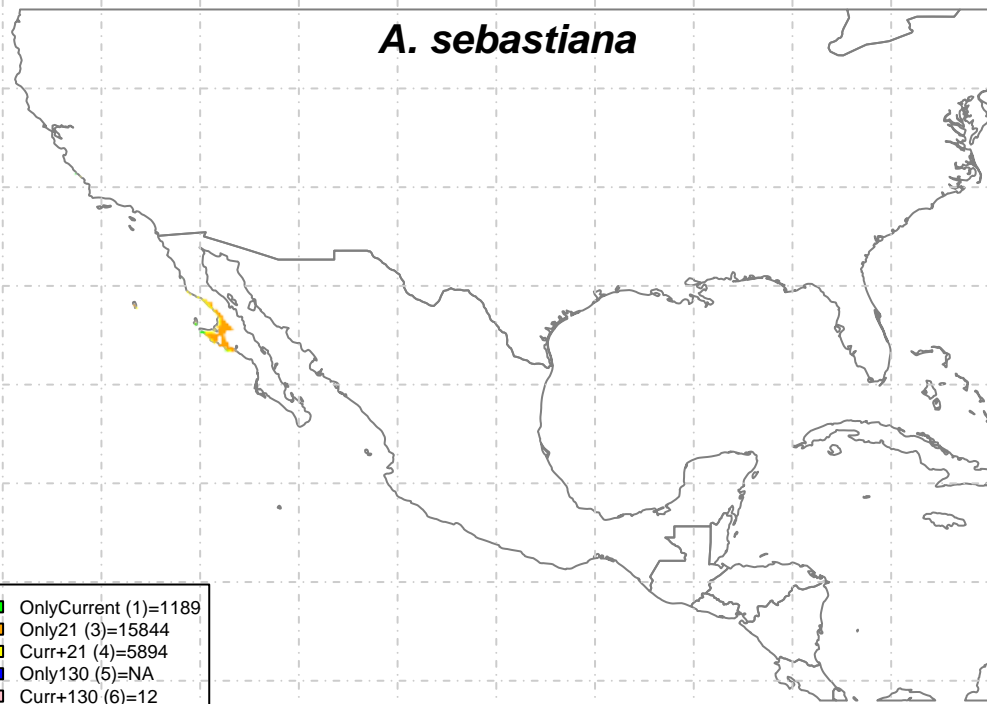 A. sebastiana
OnlyCurrent (1)=1189
Only21 (3)=15844
Curr+21 (4)=5894
Only130 (5)=NA
Curr+130 (6)=12